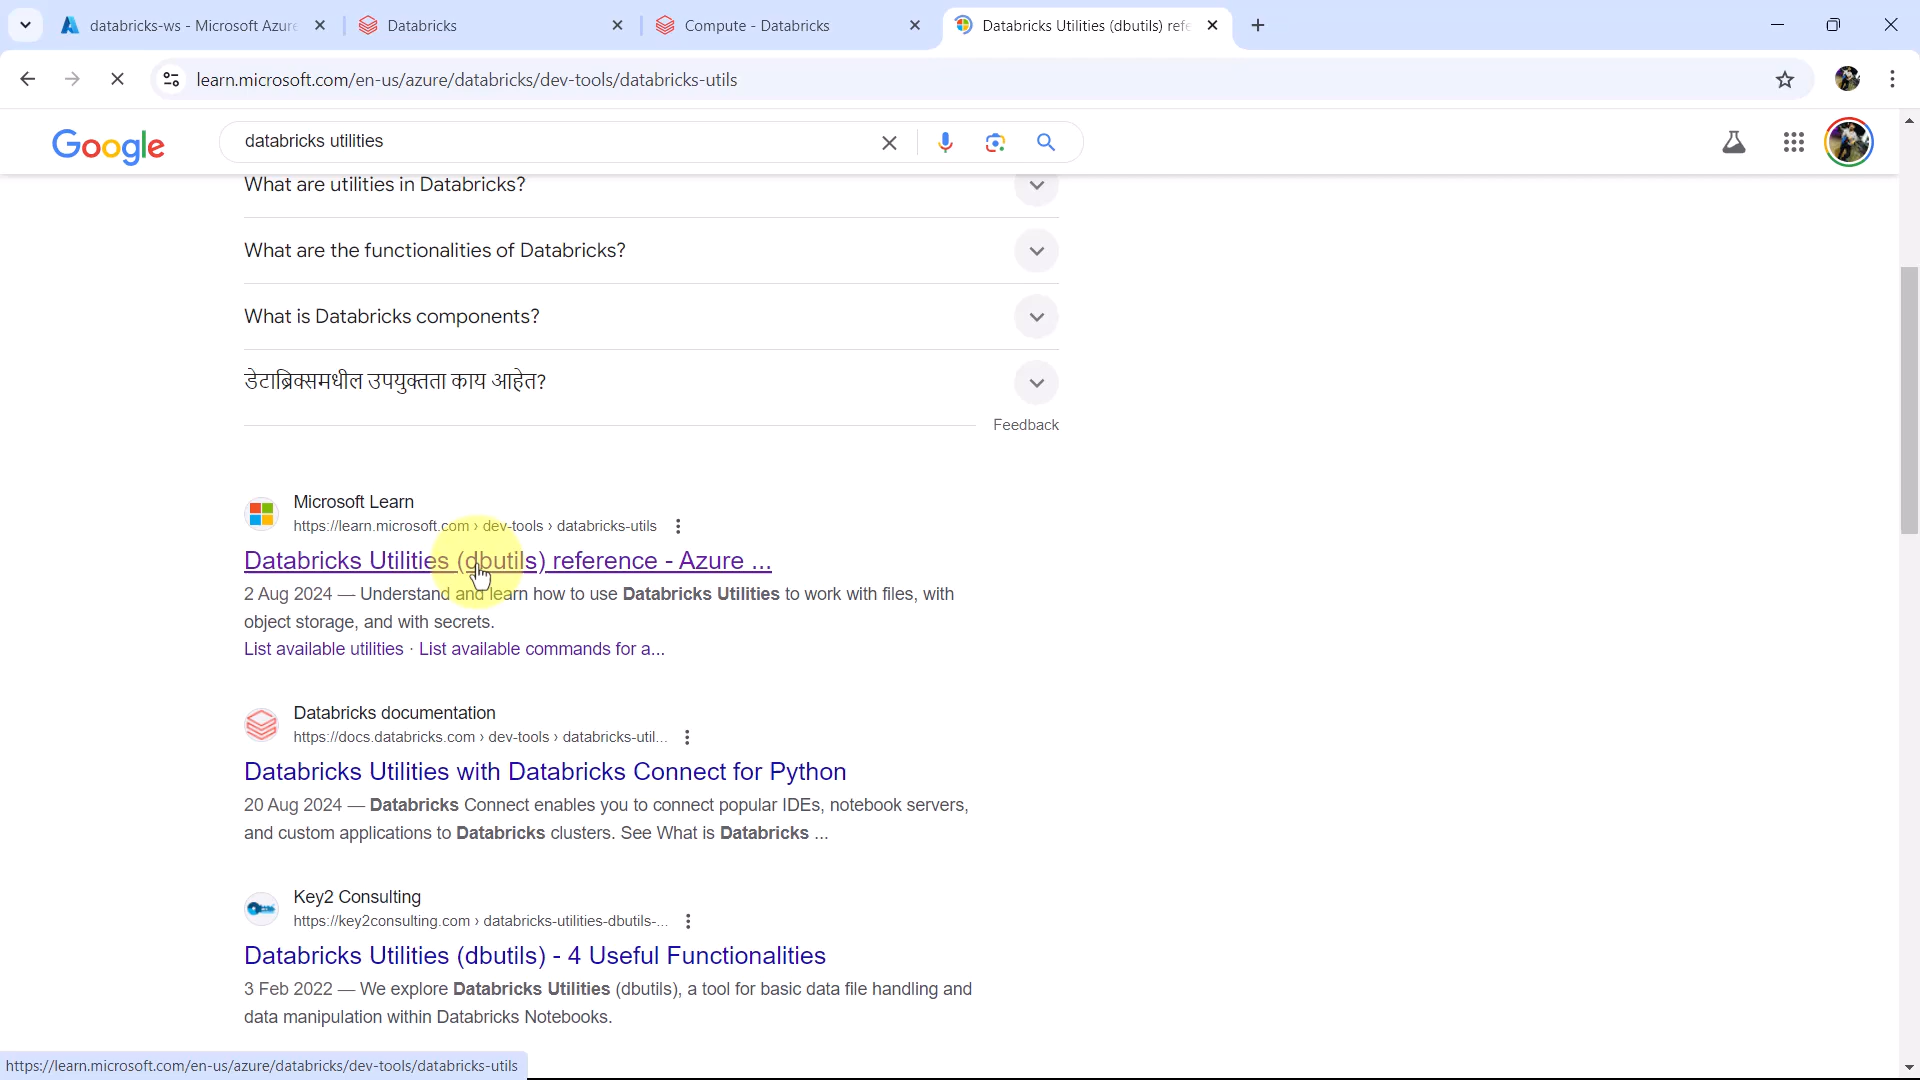 databricks-ws - Microsoft Azure
Databricks
Compute - Databricks
Databricks Utilities (dbutils) refe
learn.microsoft.com/en-us/azure/databricks/dev-tools/databricks-utils
Google
databricks utilities
What are utilities in Databricks?
What are the functionalities of Databricks?
What is Databricks components?
डेटाब्रिक्समधील उपयुक्तता काय आहेत?
Feedback
Microsoft Learn
https://learn.microsoft.com › dev-tools › databricks-utils
Databricks Utilities (dbutils) reference - Azure ...
2 Aug 2024 — Understand and learn how to use Databricks Utilities to work with files, with
object storage, and with secrets.
List available utilities · List available commands for a...
Databricks documentation
https://docs.databricks.com › dev-tools › databricks-util...
Databricks Utilities with Databricks Connect for Python
20 Aug 2024 — Databricks Connect enables you to connect popular IDEs, notebook servers,
and custom applications to Databricks clusters. See What is Databricks ...
Key2 Consulting
https://key2consulting.com › databricks-utilities-dbutils-...
Databricks Utilities (dbutils) - 4 Useful Functionalities
3 Feb 2022 — We explore Databricks Utilities (dbutils), a tool for basic data file handling and
data manipulation within Databricks Notebooks.
https://learn.microsoft.com/en-us/azure/databricks/dev-tools/databricks-utils